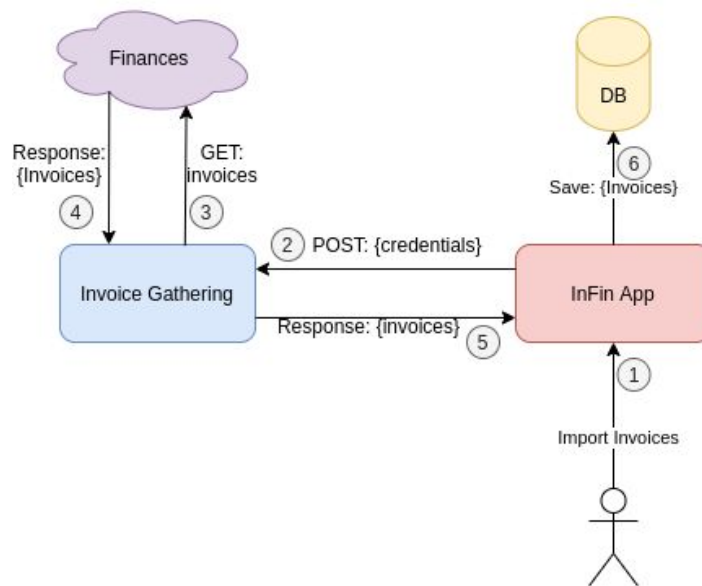 Finances
DB
Response:
{Invoices}
4
GET:
invoices
3
6
Save: {Invoices}
2
POST: {credentials}
Invoice Gathering
InFin App
Response: {invoices}
5
1
Import Invoices